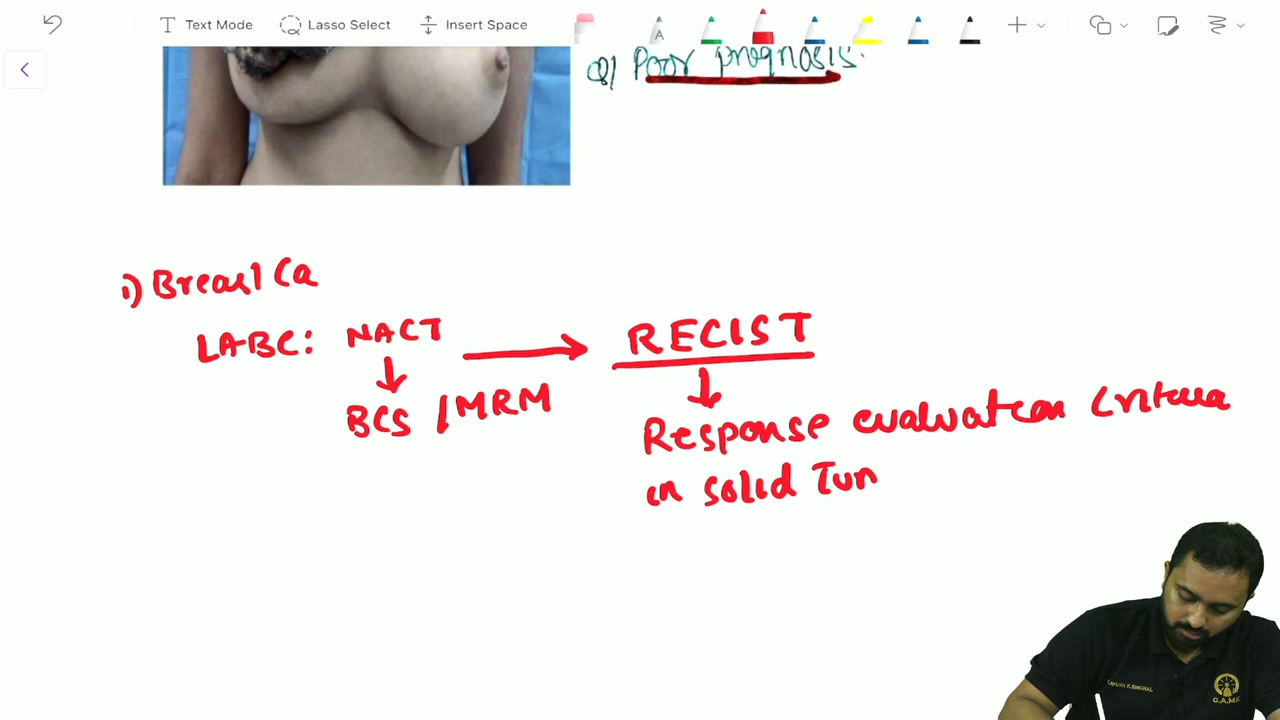 Text Mode Lasso Select Insert Space
A
8) Poor prognosis.
1) Breast Ca
LABC: NACT → RECIST
↓ ↓
BCS / MRM Response evaluation Criteria
in solid Tum
G.A.M.S